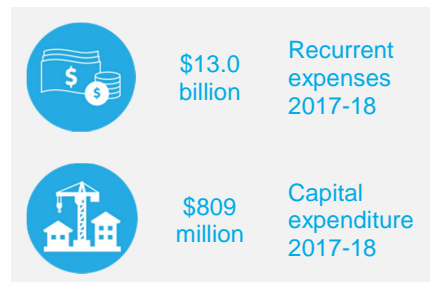 $
$
$13.0
billion
Recurrent
expenses
2017-18
$809
million
Capital
expenditure
2017-18